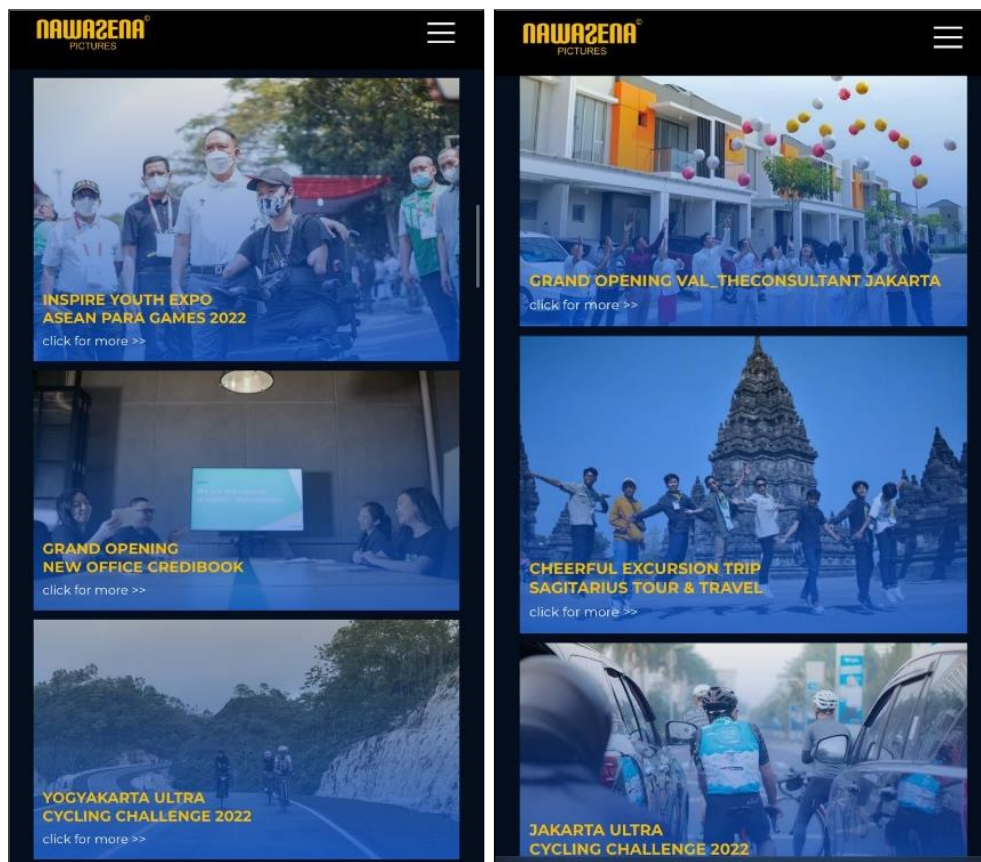 NAWAZENA©
PICTURES
INSPIRE YOUTH EXPO
ASEAN PARA GAMES 2022
click for more >>
GRAND OPENING
NEW OFFICE CREDIBOOK
click for more >>
YOGYAKARTA ULTRA
CYCLING CHALLENGE 2022
click for more >>
NAWAZENA©
PICTURES
GRAND OPENING VAL_THECONSULTANT JAKARTA
click for more >>
CHEERFUL EXCURSION TRIP
SAGITARIUS TOUR & TRAVEL
click for more >>
JAKARTA ULTRA
CYCLING CHALLENGE 2022